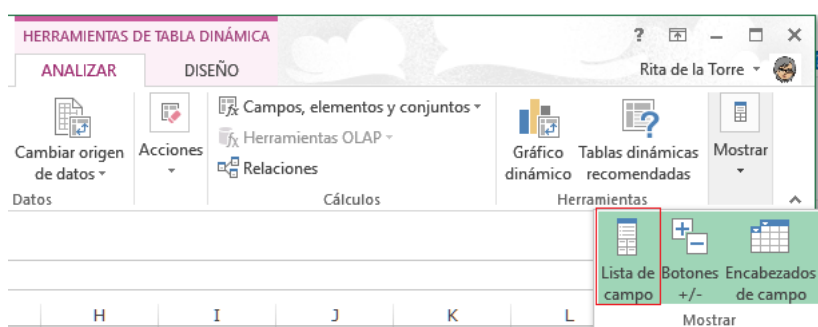 HERRAMIENTAS DE TABLA DINÁMICA
?
ANALIZAR DISEÑO Rita de la Torre
Cambiar origen
de datos
Datos
Acciones
Campos, elementos y conjuntos
Herramientas OLAP
Relaciones
Cálculos
Gráfico
dinámico
Tablas dinámicas
recomendadas
Herramientas
Mostrar
Lista de
campo
Botones
+/-
Encabezados
de campo
Mostrar
H I J K L